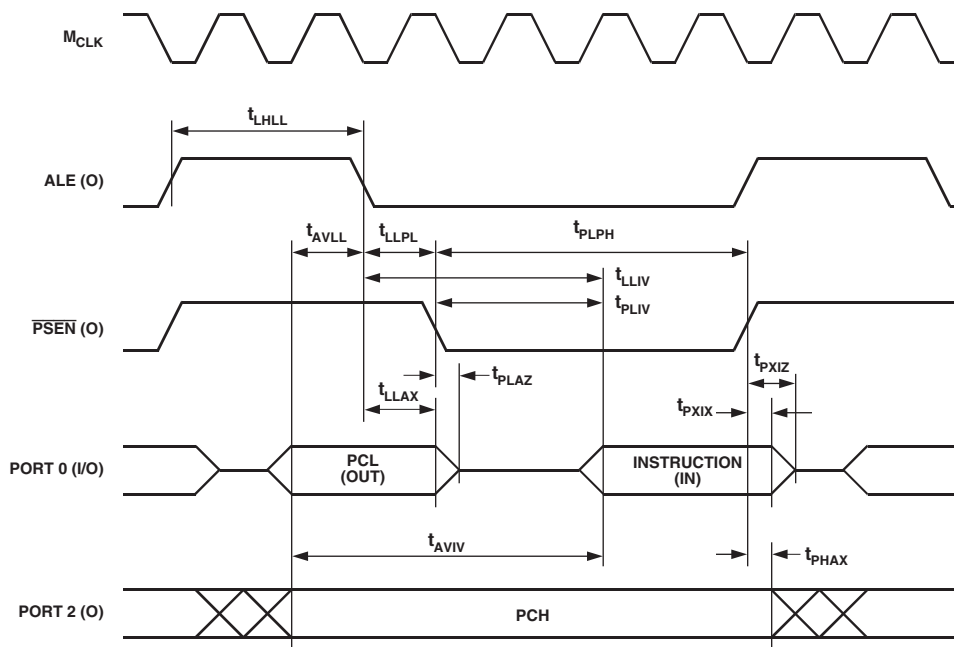 MCLK
tLHLL
ALE (O)
tAVLL
tLLPL
tPLPH
tLLIV
PSEN (O)
tPLIV
tPLAZ
tPXIZ
tLLAX
tPXIX
PORT 0 (I/O)
PCL
(OUT)
INSTRUCTION
(IN)
tAVIV
tPHAX
PORT 2 (O)
PCH